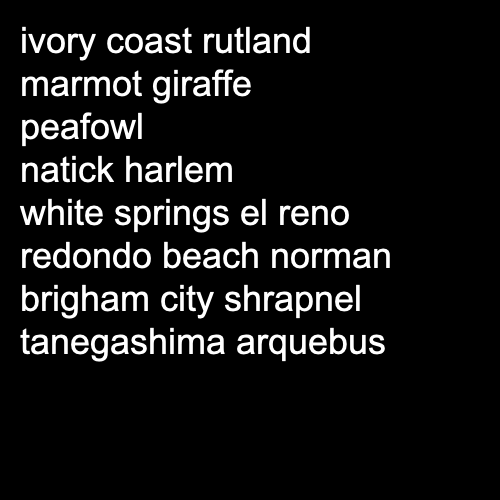 ivory coast rutland
marmot giraffe
peafowl
natick harlem
white springs el reno
redondo beach norman
brigham city shrapnel
tanegashima arquebus